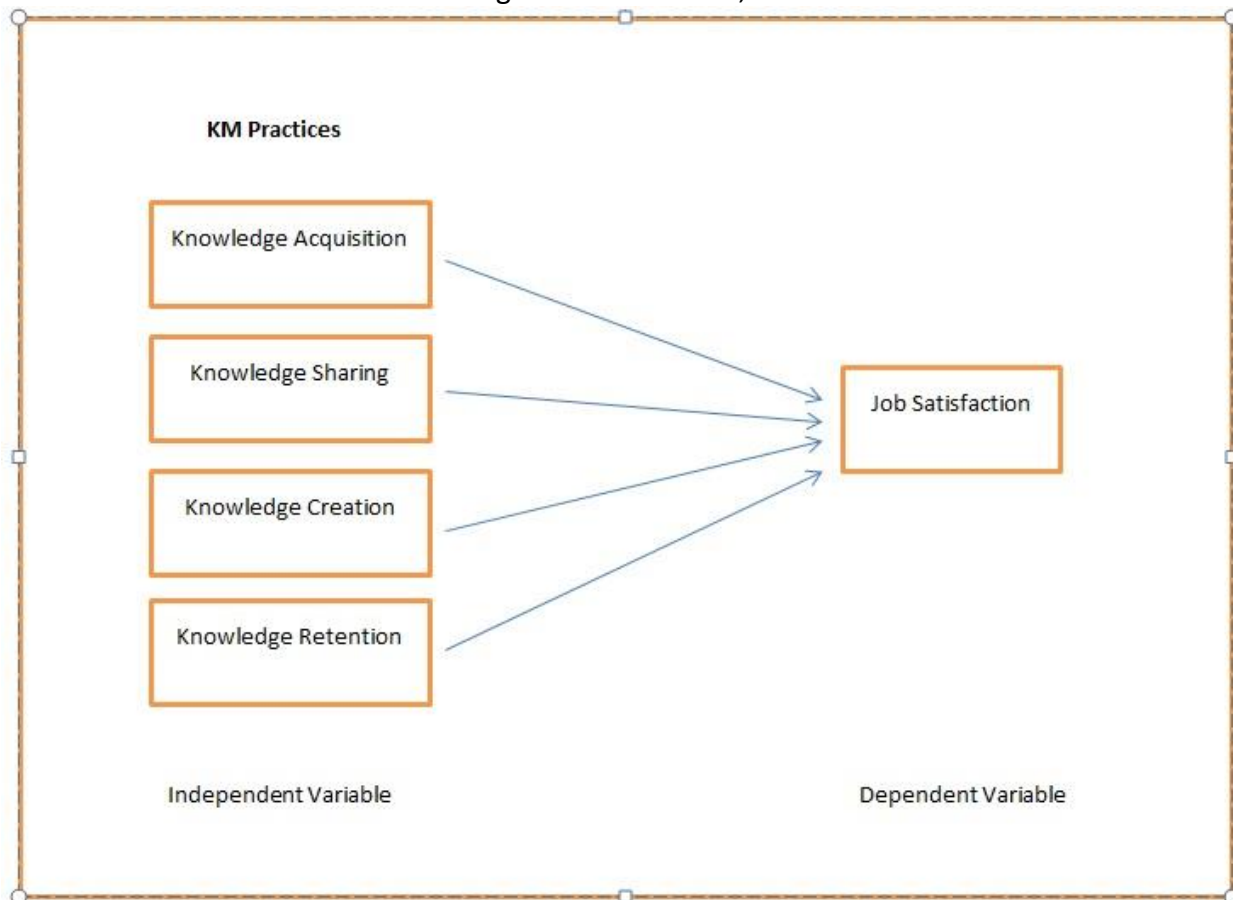 KM Practices
Knowledge Acquisition
Knowledge Sharing
Job Satisfaction
Knowledge Creation
Knowledge Retention
Independent Variable
Dependent Variable